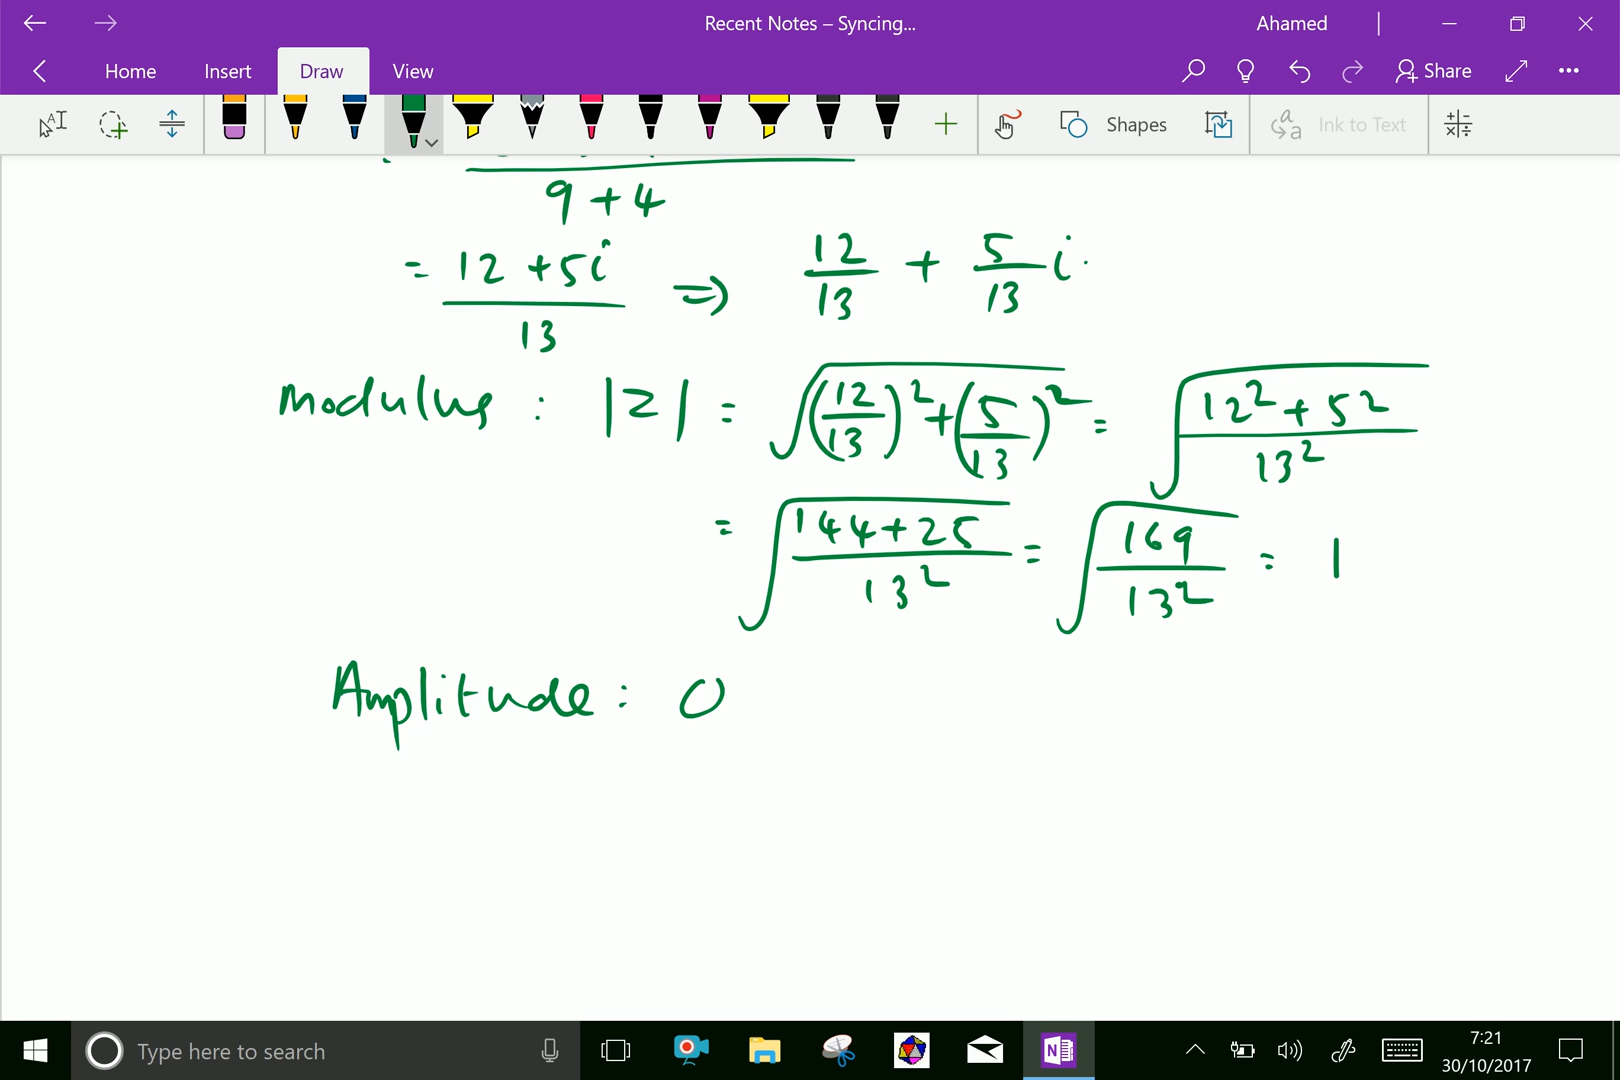 Recent Notes – Syncing...
Ahamed
Home Insert Draw View
Share
Shapes
Ink to Text
9 + 4
= 12 + 5i / 13 ⇒ 12/13 + 5/13 i.
Modulus : |z| = √((12/13)² + (5/13)²) = √((12² + 5²)/13²)
= √((144 + 25)/13²) = √(169/13²) = 1
Amplitude : 0
Type here to search
7:21
30/10/2017